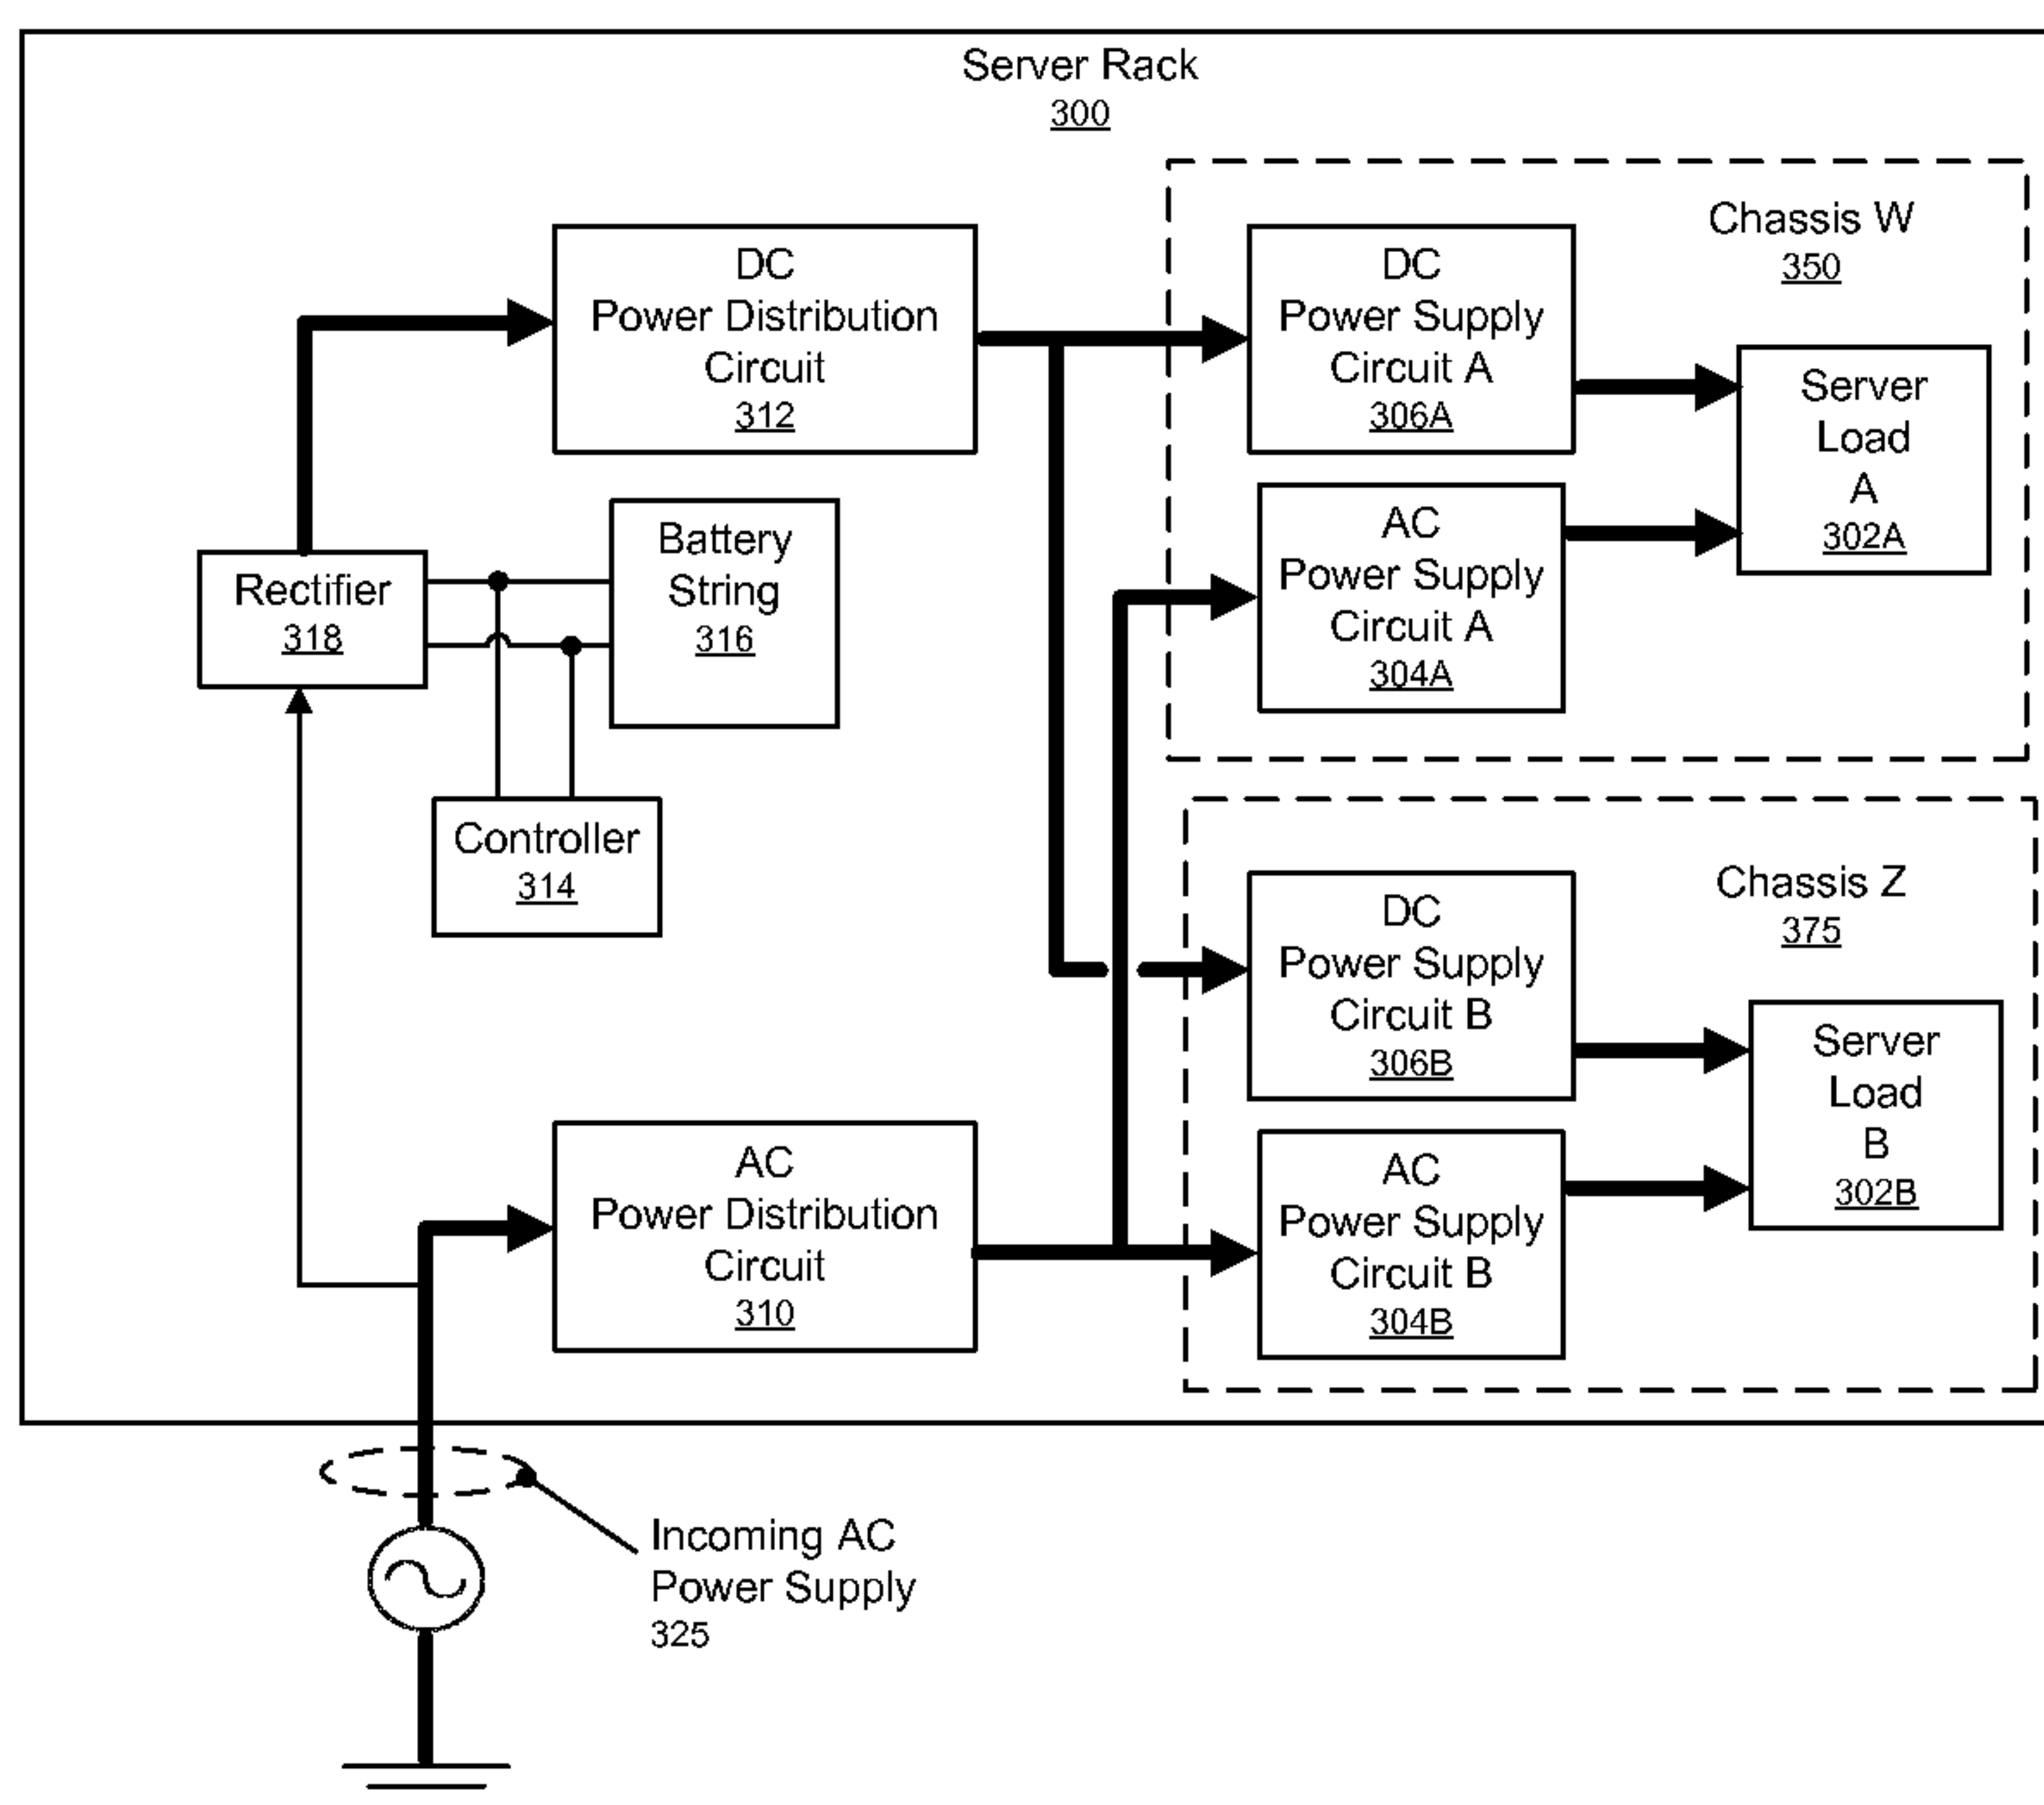 Server Rack
300
Chassis W
350
DC
Power Distribution
Circuit
312
DC
Power Supply
Circuit A
306A
Server
Load
A
302A
AC
Power Supply
Circuit A
304A
Battery
String
316
Rectifier
318
Controller
314
Chassis Z
375
DC
Power Supply
Circuit B
306B
Server
Load
B
302B
AC
Power Distribution
Circuit
310
AC
Power Supply
Circuit B
304B
Incoming AC
Power Supply
325